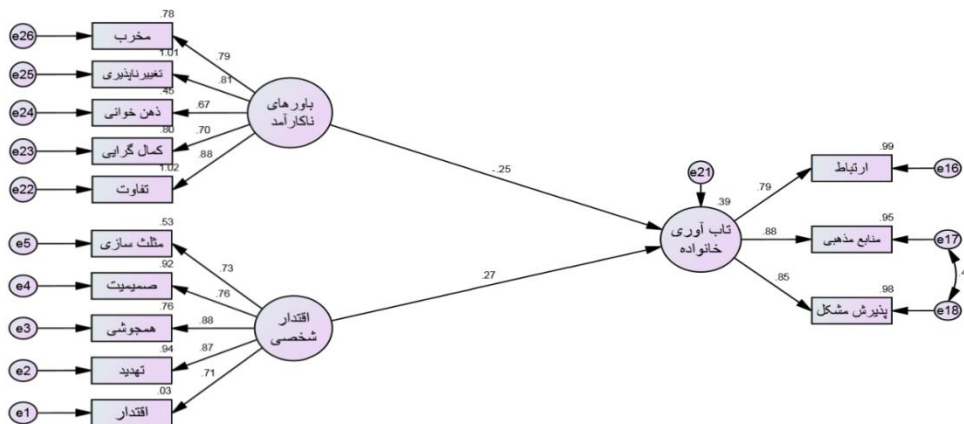 .78
e26
مخرب
.79
1.01
e25
تغییرناپذیری
.81
.45
e24
ذهن خوانی
.67
.80
e23
کمال گرایی
.70
1.02
e22
تفاوت
.88
باورهای
ناکارآمد
-.25
.53
e5
مثلث سازی
.73
.92
e4
صمیمیت
.76
.76
e3
همجوشی
.88
.94
e2
تهدید
.87
.03
e1
اقتدار
.71
اقتدار
شخصی
.27
e21
.39
تاب آوری
خانواده
.99
ارتباط
e16
.79
.95
منابع مذهبی
e17
.88
.98
پذیرش مشکل
e18
.85